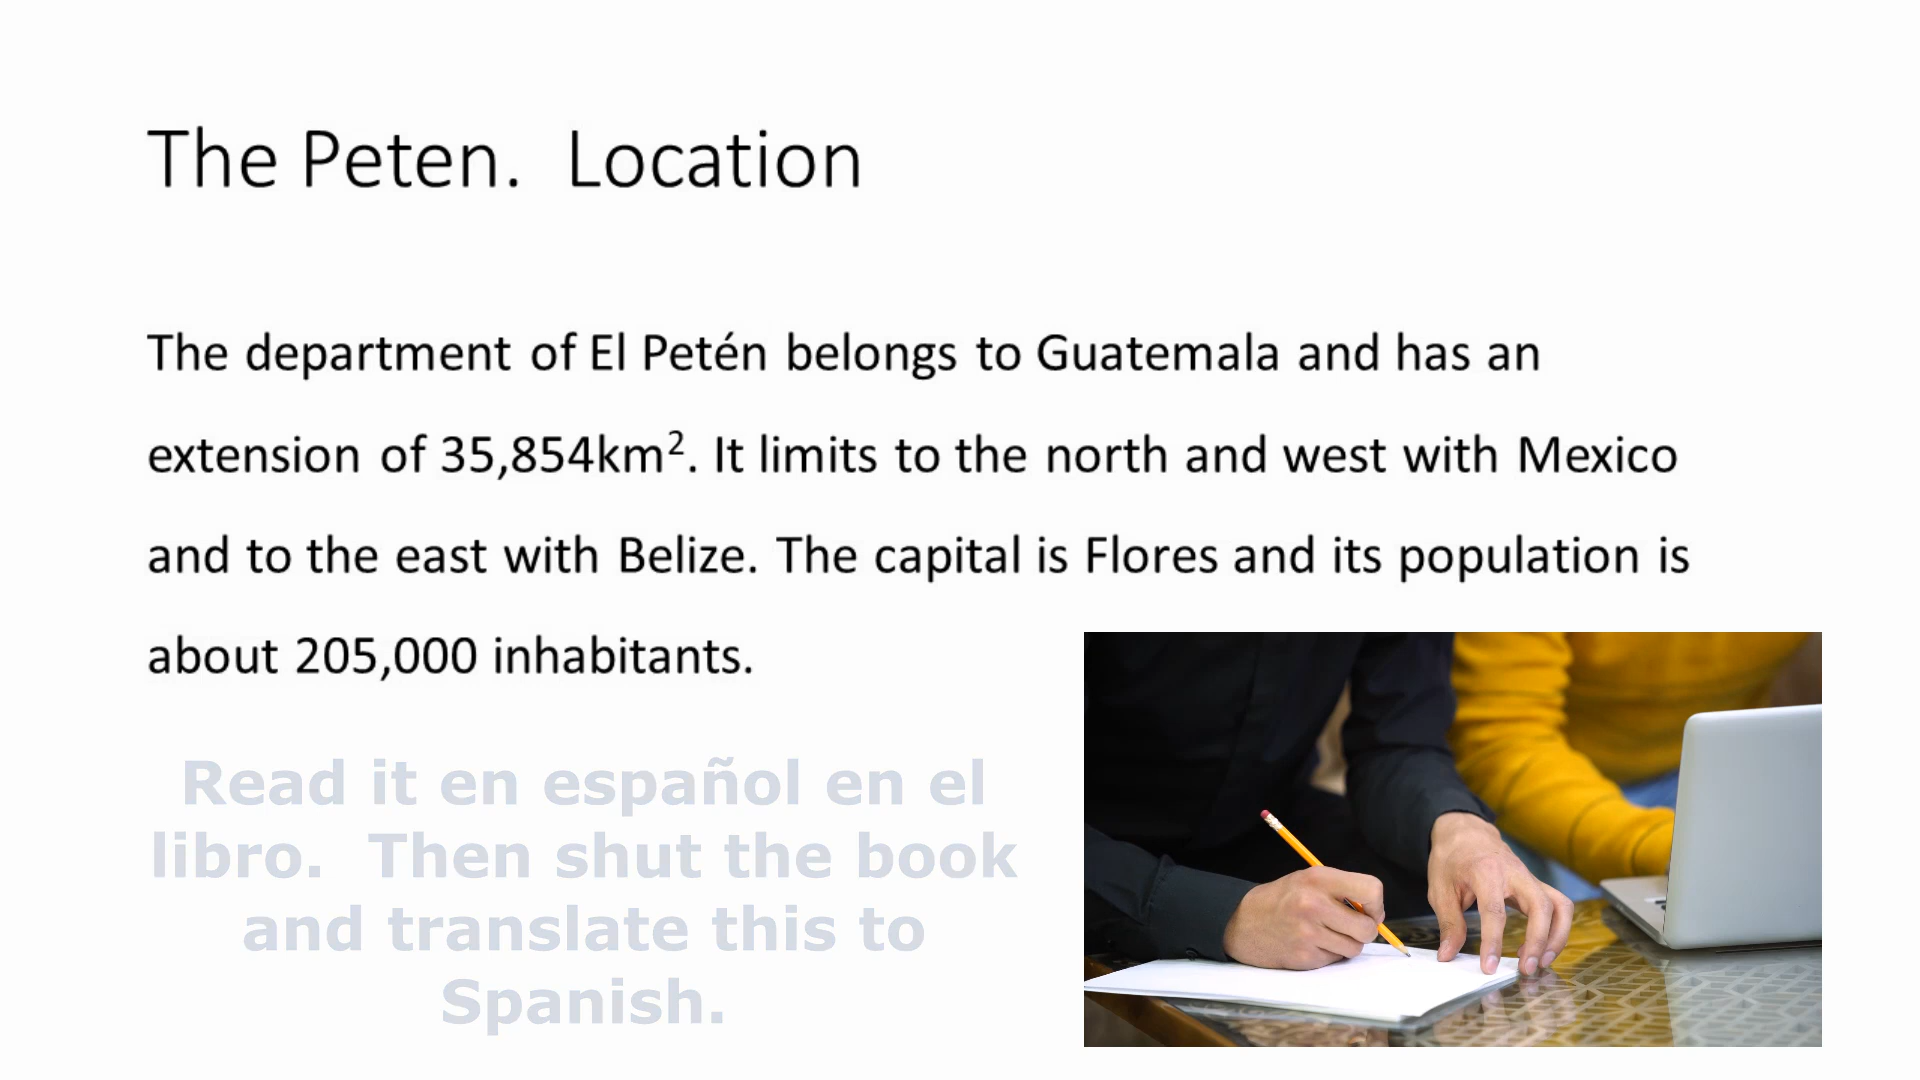 The Peten.  Location
The department of El Petén belongs to Guatemala and has an
extension of 35,854km². It limits to the north and west with Mexico
and to the east with Belize. The capital is Flores and its population is
about 205,000 inhabitants.
Read it en español en el
libro.  Then shut the book
and translate this to
Spanish.